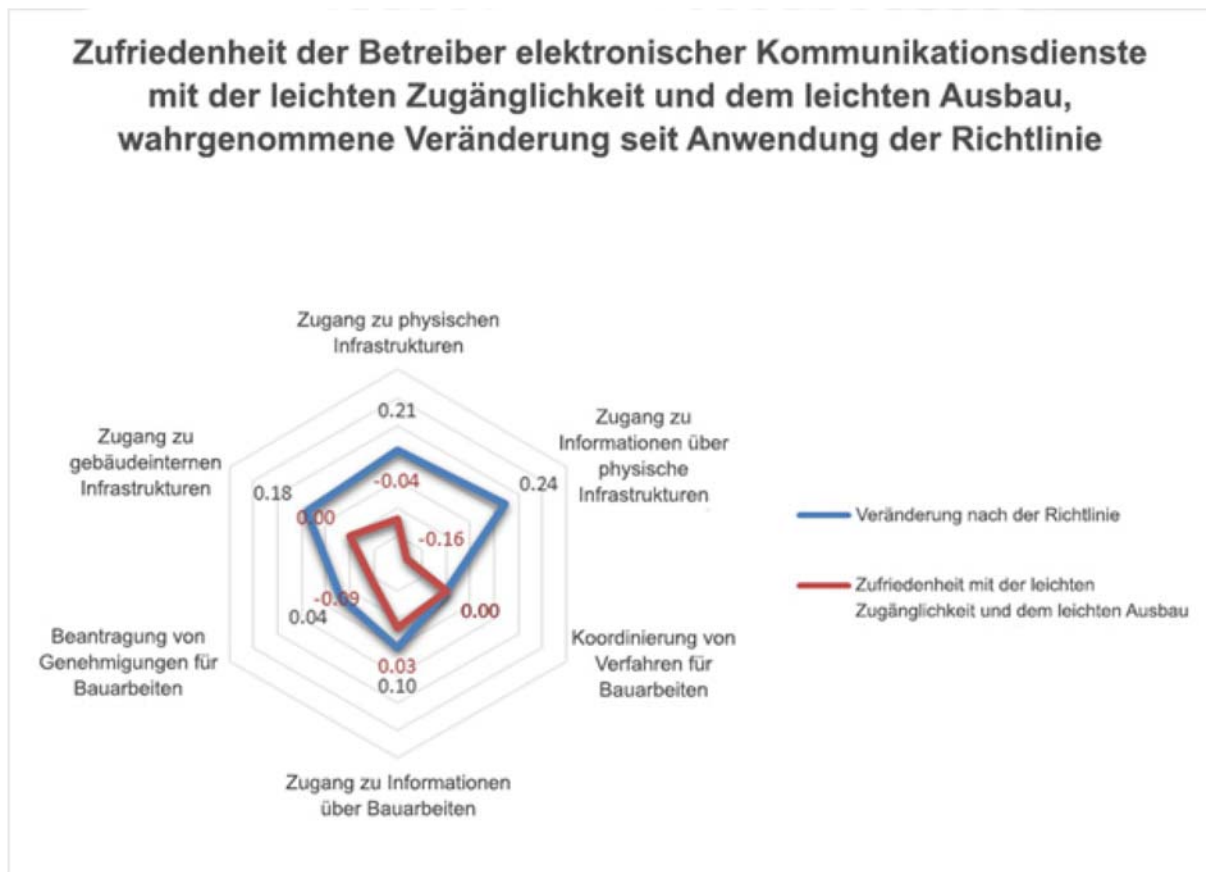 Zufriedenheit der Betreiber elektronischer Kommunikationsdienste
mit der leichten Zugänglichkeit und dem leichten Ausbau,
wahrgenommene Veränderung seit Anwendung der Richtlinie
Zugang zu physischen
Infrastrukturen
0.21
Zugang zu
Informationen über
physische
Infrastrukturen
Zugang zu
gebäudeinternen
Infrastrukturen
-0.04
0.24
0.18
0.00
-0.16
Veränderung nach der Richtlinie
Zufriedenheit mit der leichten
Zugänglichkeit und dem leichten Ausbau
-0.09
0.00
0.04
Beantragung von
Genehmigungen für
Bauarbeiten
Koordinierung von
Verfahren für
Bauarbeiten
0.03
0.10
Zugang zu Informationen
über Bauarbeiten